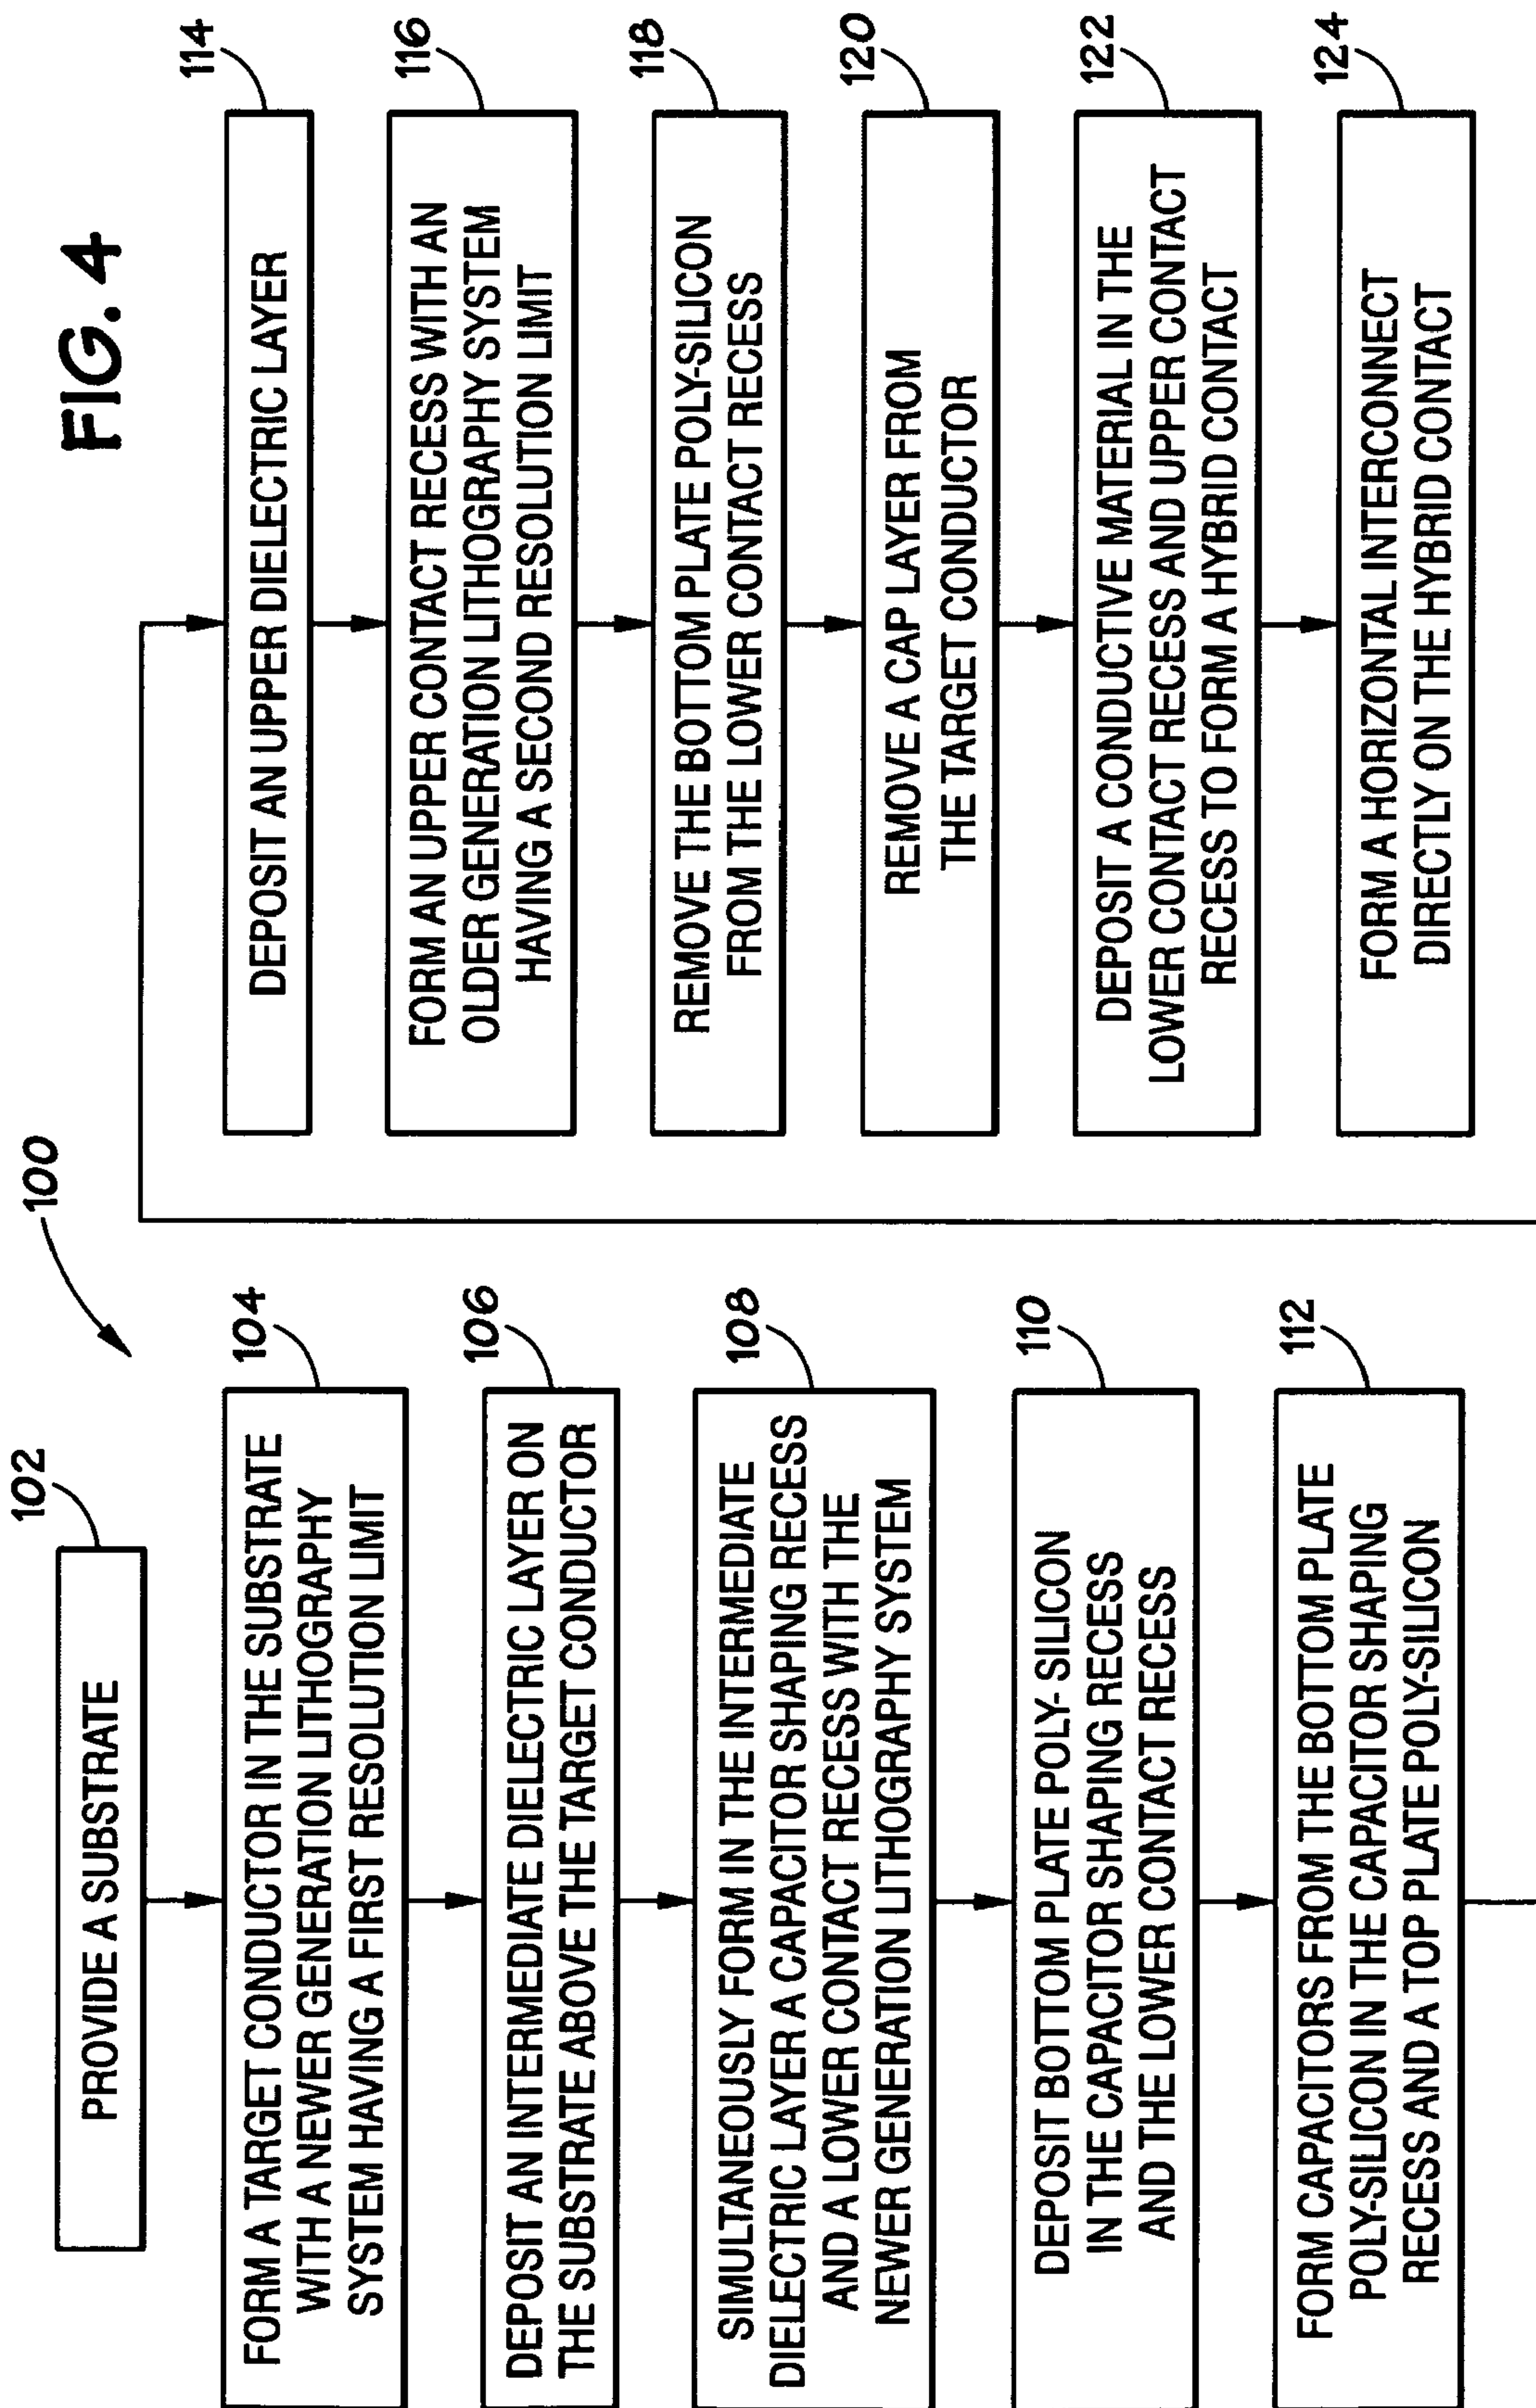 FIG. 4
100
102
PROVIDE A SUBSTRATE
104
FORM A TARGET CONDUCTOR IN THE SUBSTRATE
WITH A NEWER GENERATION LITHOGRAPHY
SYSTEM HAVING A FIRST RESOLUTION LIMIT
106
DEPOSIT AN INTERMEDIATE DIELECTRIC LAYER ON
THE SUBSTRATE ABOVE THE TARGET CONDUCTOR
108
SIMULTANEOUSLY FORM IN THE INTERMEDIATE
DIELECTRIC LAYER A CAPACITOR SHAPING RECESS
AND A LOWER CONTACT RECESS WITH THE
NEWER GENERATION LITHOGRAPHY SYSTEM
110
DEPOSIT BOTTOM PLATE POLY-SILICON
IN THE CAPACITOR SHAPING RECESS
AND THE LOWER CONTACT RECESS
112
FORM CAPACITORS FROM THE BOTTOM PLATE
POLY-SILICON IN THE CAPACITOR SHAPING
RECESS AND A TOP PLATE POLY-SILICON
114
DEPOSIT AN UPPER DIELECTRIC LAYER
116
FORM AN UPPER CONTACT RECESS WITH AN
OLDER GENERATION LITHOGRAPHY SYSTEM
HAVING A SECOND RESOLUTION LIMIT
118
REMOVE THE BOTTOM PLATE POLY-SILICON
FROM THE LOWER CONTACT RECESS
120
REMOVE A CAP LAYER FROM
THE TARGET CONDUCTOR
122
DEPOSIT A CONDUCTIVE MATERIAL IN THE
LOWER CONTACT RECESS AND UPPER CONTACT
RECESS TO FORM A HYBRID CONTACT
124
FORM A HORIZONTAL INTERCONNECT
DIRECTLY ON THE HYBRID CONTACT